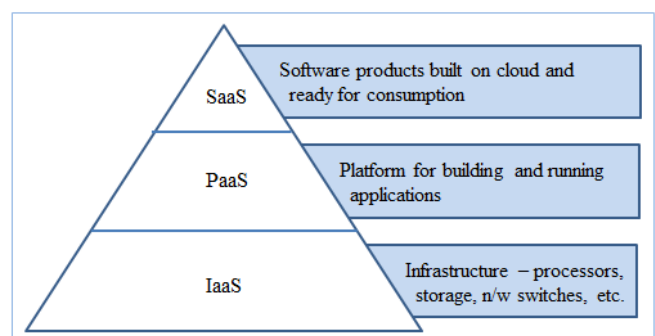 SaaS
Software products built on cloud and
ready for consumption
PaaS
Platform for building and running
applications
IaaS
Infrastructure – processors,
storage, n/w switches, etc.